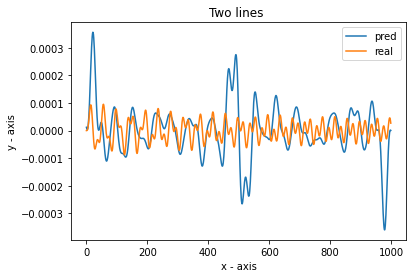 Two lines
pred
real
0.0003
0.0002
0.0001
0.0000
−0.0001
−0.0002
−0.0003
y - axis
0
200
400
600
800
1000
x - axis